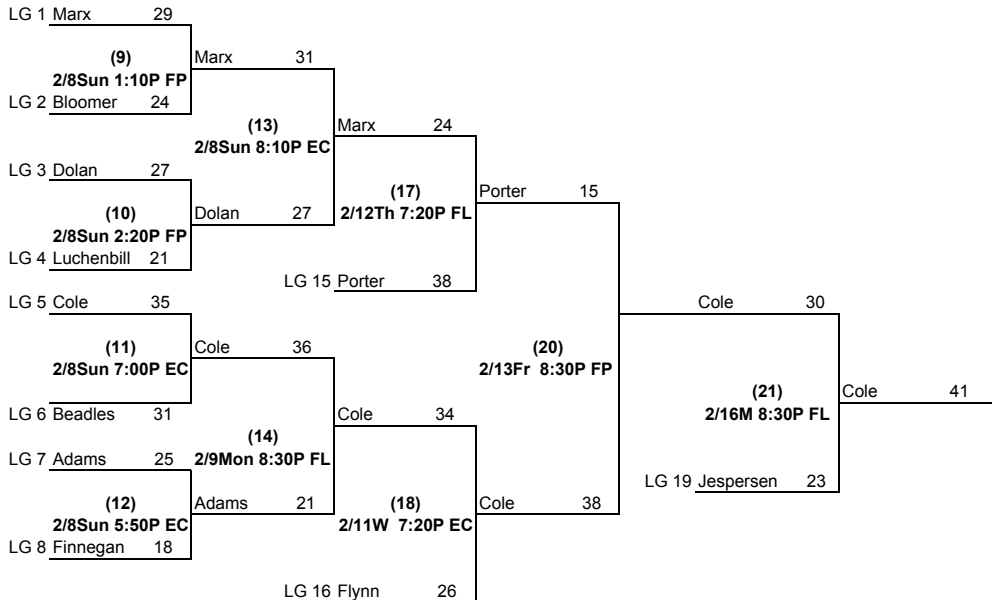 LG 1 Marx 29
(9)
2/8Sun 1:10P FP
LG 2 Bloomer 24
Marx 31
(13)
2/8Sun 8:10P EC
LG 3 Dolan 27
(10)
2/8Sun 2:20P FP
LG 4 Luchenbill 21
Dolan 27
Marx 24
(17)
2/12Th 7:20P FL
LG 15 Porter 38
Porter 15
LG 5 Cole 35
(11)
2/8Sun 7:00P EC
LG 6 Beadles 31
Cole 36
(14)
2/9Mon 8:30P FL
LG 7 Adams 25
(12)
2/8Sun 5:50P EC
LG 8 Finnegan 18
Adams 21
Cole 34
(18)
2/11W 7:20P EC
LG 16 Flynn 26
Cole 38
(20)
2/13Fr 8:30P FP
Cole 30
(21)
2/16M 8:30P FL
LG 19 Jespersen 23
Cole 41